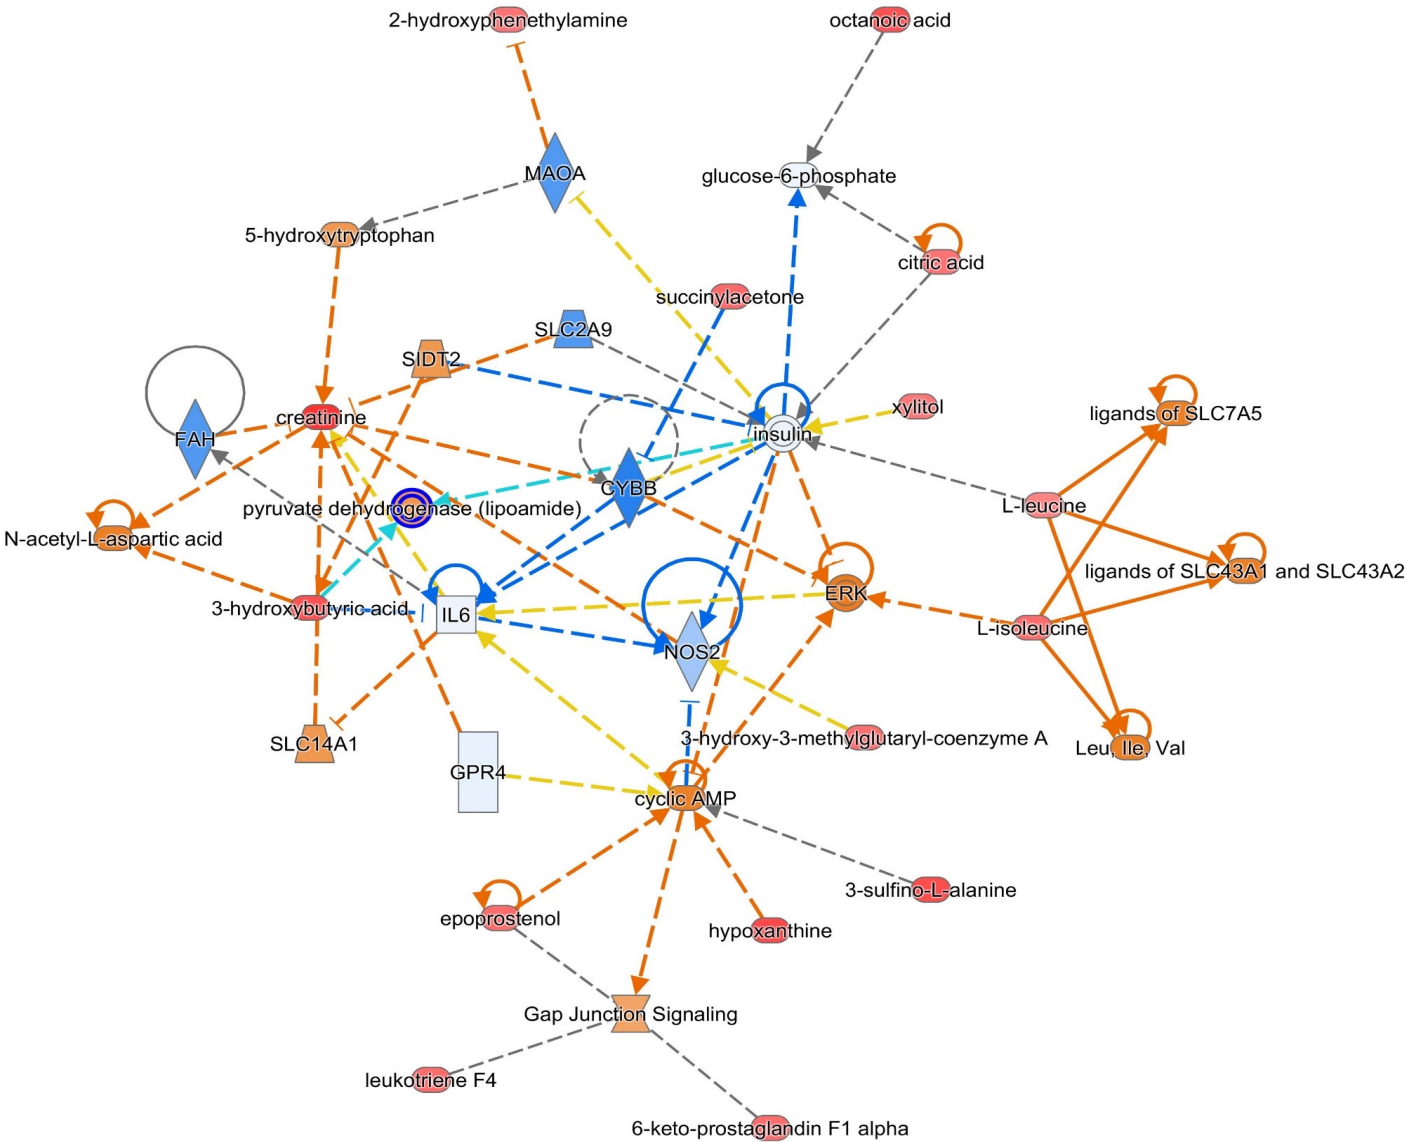 2-hydroxyphenethylamine
octanoic acid
MAOA
glucose-6-phosphate
5-hydroxytryptophan
citric acid
succinylacetone
SLC2A9
SIDT2
creatinine
xylitol
ligands of SLC7A5
FAH
insulin
CYBB
pyruvate dehydrogenase (lipoamide)
L-leucine
N-acetyl-L-aspartic acid
ligands of SLC43A1 and SLC43A2
3-hydroxybutyric acid
IL6
ERK
L-isoleucine
NOS2
SLC14A1
3-hydroxy-3-methylglutaryl-coenzyme A
Leu, Ile, Val
GPR4
cyclic AMP
3-sulfino-L-alanine
epoprostenol
hypoxanthine
Gap Junction Signaling
leukotriene F4
6-keto-prostaglandin F1 alpha